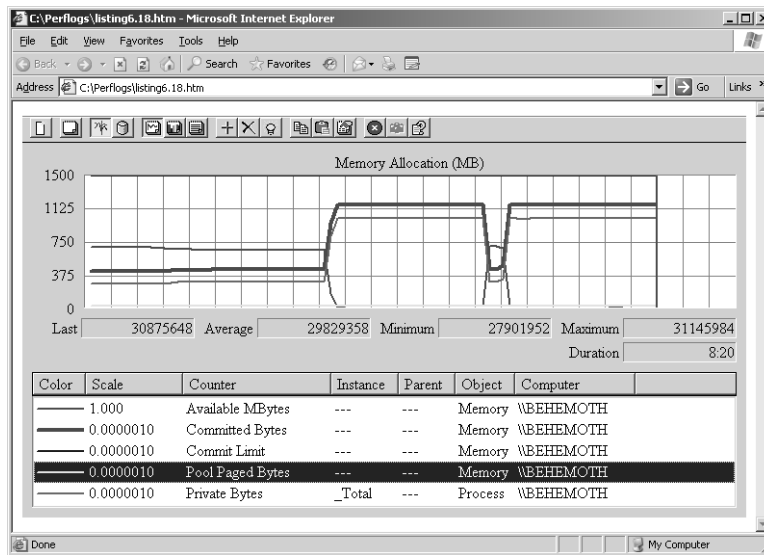 C:\Perflogs\listing6.18.htm - Microsoft Internet Explorer
File Edit View Favorites Tools Help
Back Search Favorites
Address C:\Perflogs\listing6.18.htm Go Links »
Memory Allocation (MB)
1500
1125
750
375
0
Last 30875648 Average 29829358 Minimum 27901952 Maximum 31145984
Duration 8:20
Color Scale Counter Instance Parent Object Computer
1.000 Available MBytes --- --- Memory \\BEHEMOTH
0.0000010 Committed Bytes --- --- Memory \\BEHEMOTH
0.0000010 Commit Limit --- --- Memory \\BEHEMOTH
0.0000010 Pool Paged Bytes --- --- Memory \\BEHEMOTH
0.0000010 Private Bytes _Total --- Process \\BEHEMOTH
Done My Computer